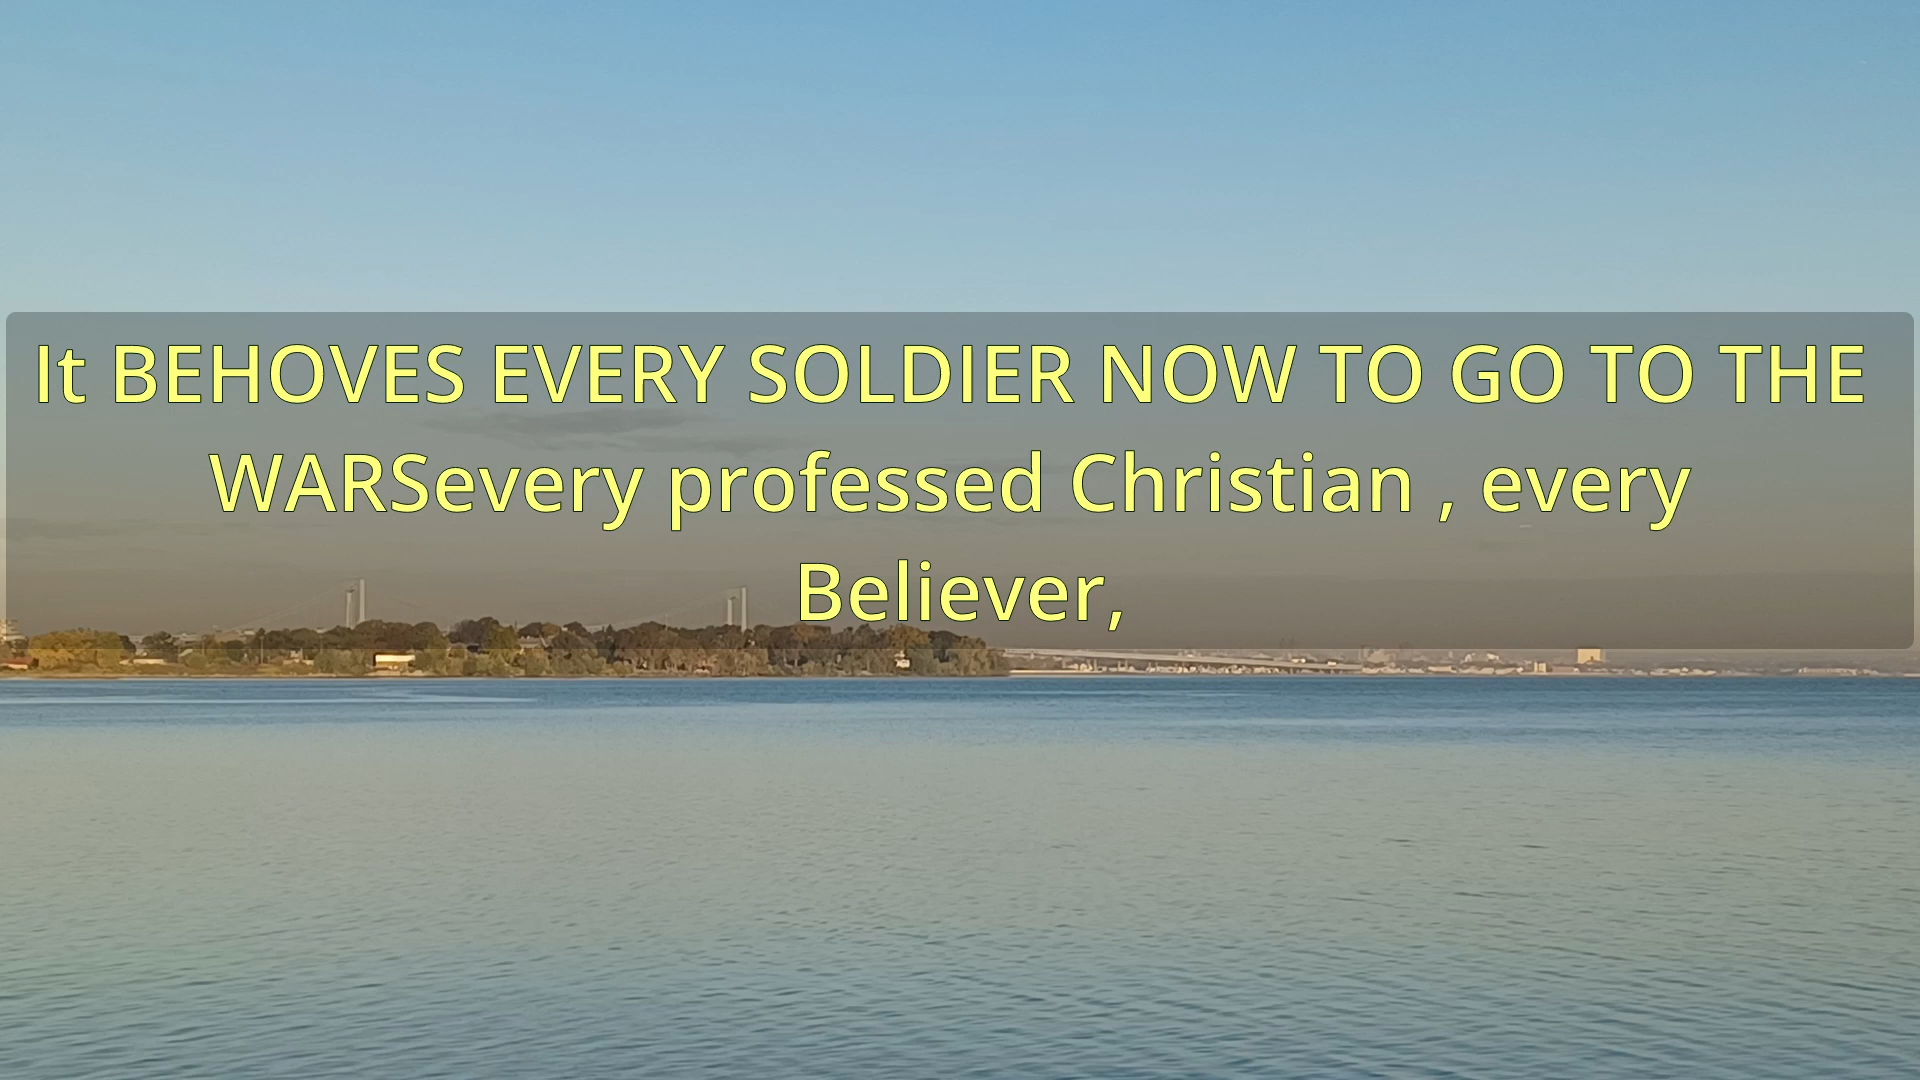 It BEHOVES EVERY SOLDIER NOW TO GO TO THE
WARSevery professed Christian , every
Believer,